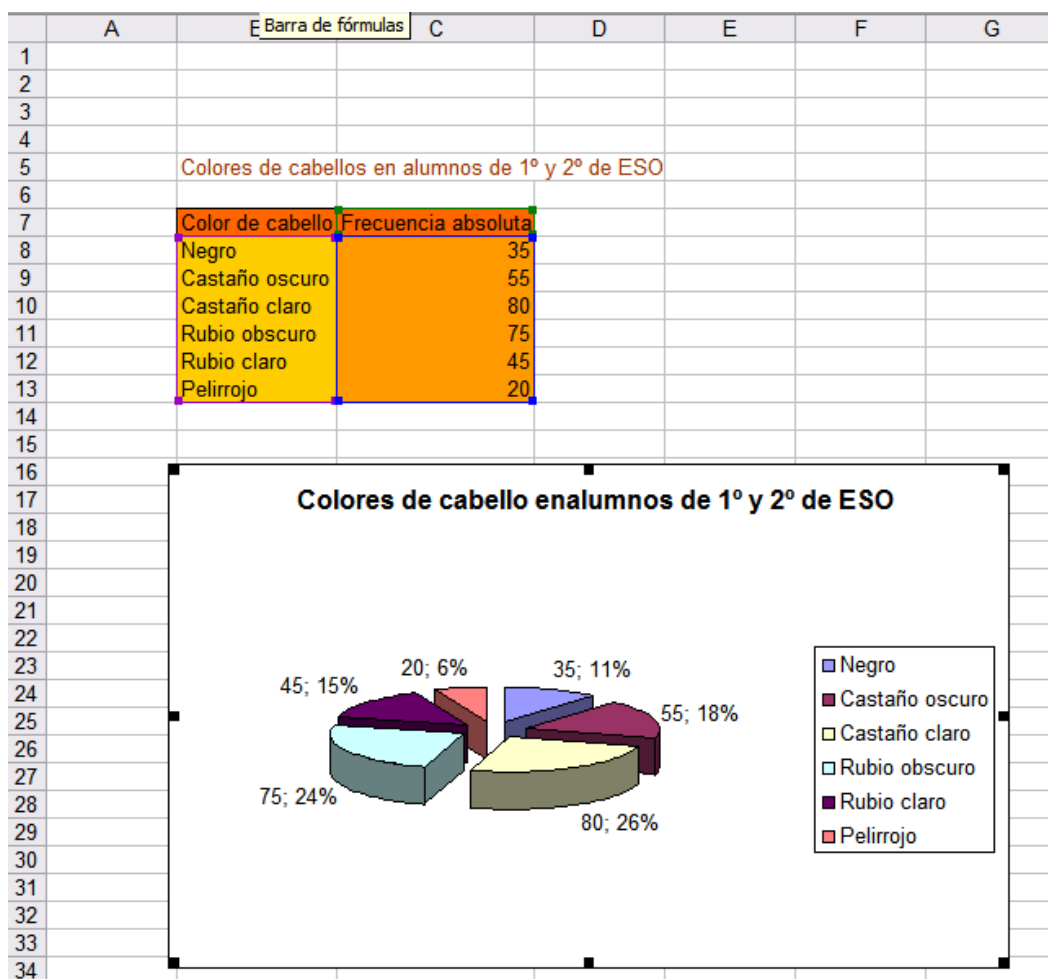 Barra de fórmulas
A B C D E F G
1
2
3
4
5 Colores de cabellos en alumnos de 1º y 2º de ESO
6
7 Color de cabello Frecuencia absoluta
8 Negro 35
9 Castaño oscuro 55
10 Castaño claro 80
11 Rubio obscuro 75
12 Rubio claro 45
13 Pelirrojo 20
14
15
16
17
18
19
20
21
22
23
24
25
26
27
28
29
30
31
32
33
34
Colores de cabello enalumnos de 1º y 2º de ESO
20; 6%
35; 11%
45; 15%
55; 18%
75; 24%
80; 26%
Negro
Castaño oscuro
Castaño claro
Rubio obscuro
Rubio claro
Pelirrojo